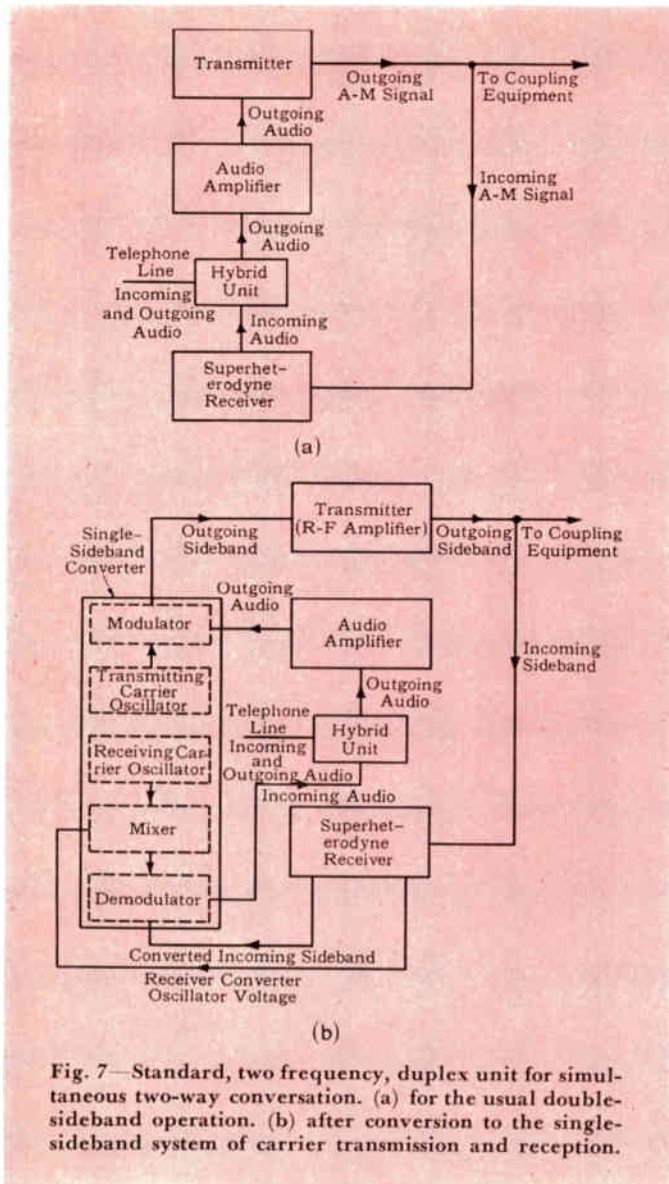 Transmitter
Outgoing
A-M Signal
To Coupling
Equipment
Outgoing
Audio
Incoming
A-M Signal
Audio
Amplifier
Outgoing
Audio
Telephone
Line
Hybrid
Unit
Incoming
and Outgoing
Audio
Incoming
Audio
Superhet-
erodyne
Receiver
(a)
Single-
Sideband
Converter
Outgoing
Sideband
Transmitter
(R-F Amplifier)
Outgoing
Sideband
To Coupling
Equipment
Outgoing
Audio
Modulator
Audio
Amplifier
Incoming
Sideband
Transmitting
Carrier
Oscillator
Outgoing
Audio
Telephone
Line
Hybrid
Unit
Incoming
and
Outgoing Audio
Receiving Car-
rier Oscillator
Incoming Audio
Mixer
Superhet-
erodyne
Receiver
Demodulator
Converted Incoming Sideband
Receiver Converter
Oscillator Voltage
(b)
Fig. 7—Standard, two frequency, duplex unit for simul-
taneous two-way conversation. (a) for the usual double-
sideband operation. (b) after conversion to the single-
sideband system of carrier transmission and reception.